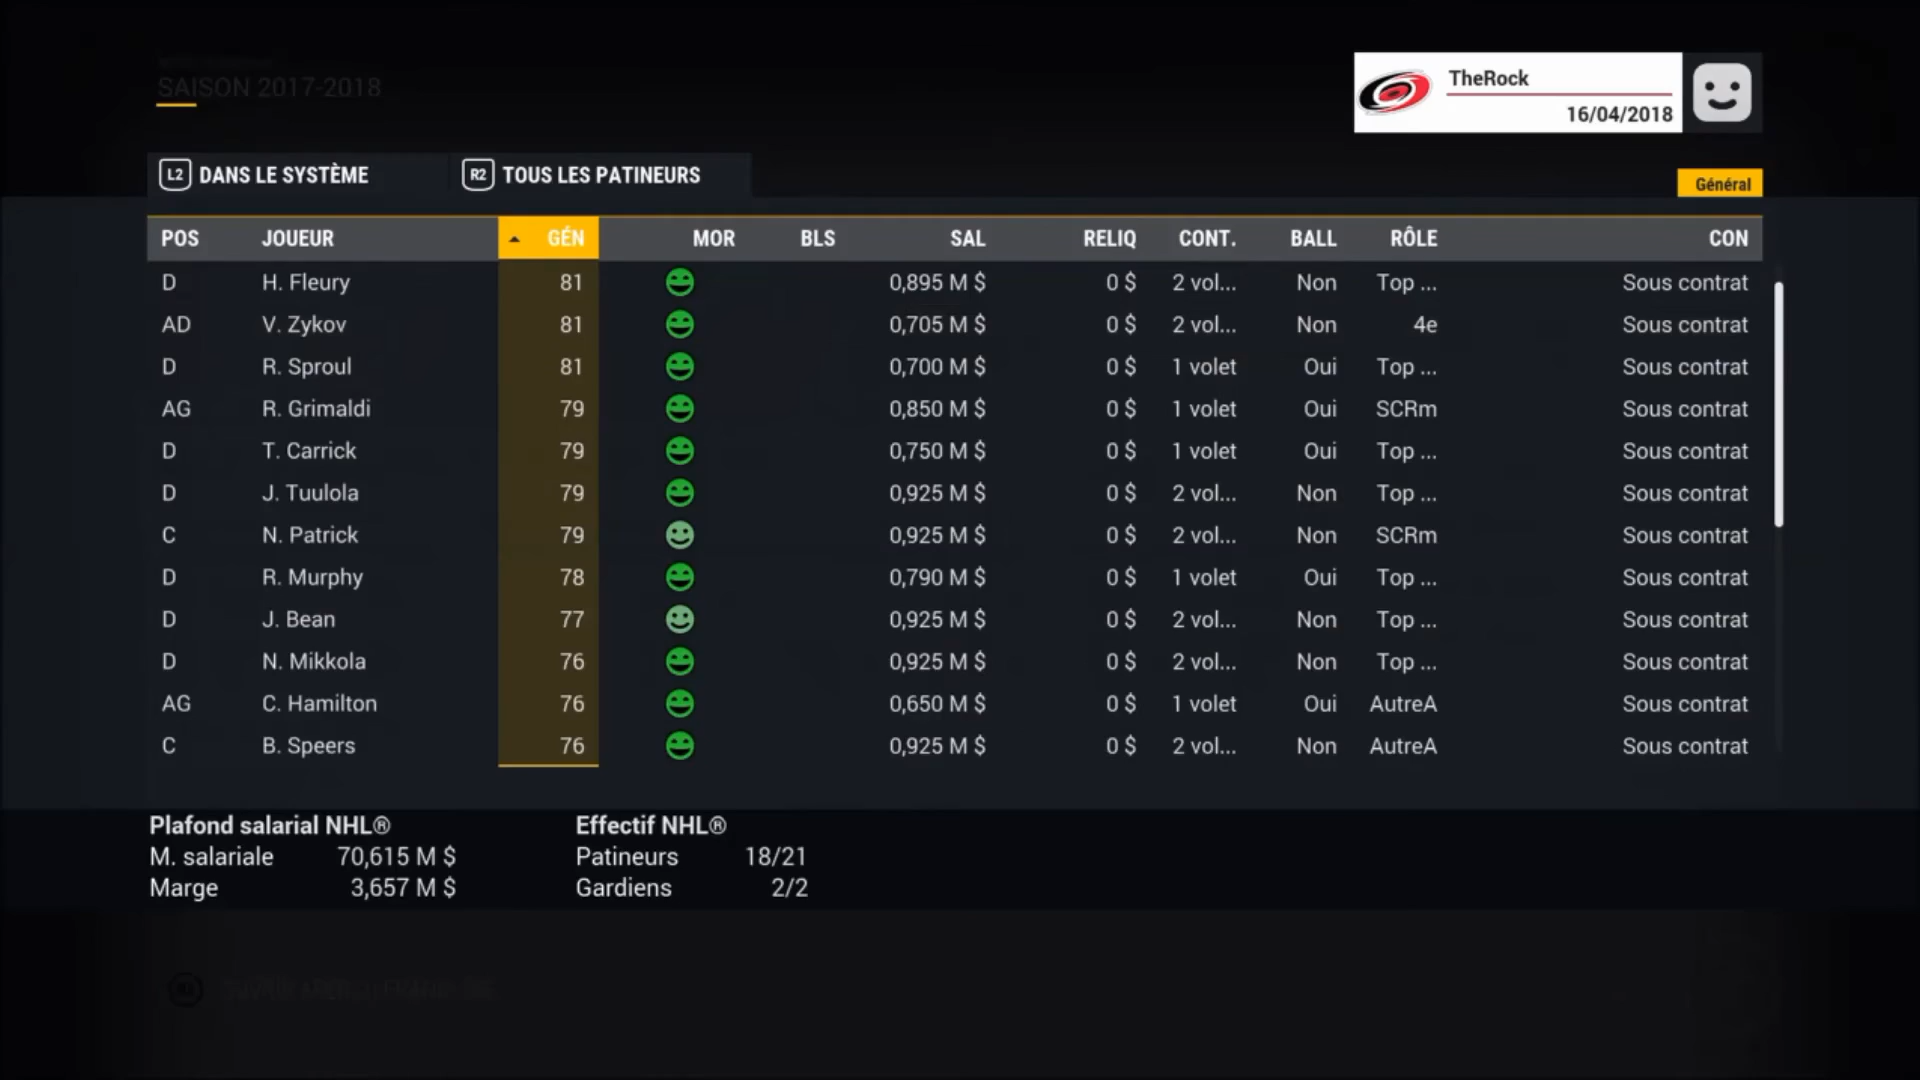 SAISON 2017-2018
TheRock
16/04/2018
L2 DANS LE SYSTÈME R2 TOUS LES PATINEURS
Général
POS JOUEUR GÉN MOR BLS SAL RELIQ CONT. BALL RÔLE CON
D H. Fleury 81 0,895 M $ 0 $ 2 vol... Non Top ... Sous contrat
AD V. Zykov 81 0,705 M $ 0 $ 2 vol... Non 4e Sous contrat
D R. Sproul 81 0,700 M $ 0 $ 1 volet Oui Top ... Sous contrat
AG R. Grimaldi 79 0,850 M $ 0 $ 1 volet Oui SCRm Sous contrat
D T. Carrick 79 0,750 M $ 0 $ 1 volet Oui Top ... Sous contrat
D J. Tuulola 79 0,925 M $ 0 $ 2 vol... Non Top ... Sous contrat
C N. Patrick 79 0,925 M $ 0 $ 2 vol... Non SCRm Sous contrat
D R. Murphy 78 0,790 M $ 0 $ 1 volet Oui Top ... Sous contrat
D J. Bean 77 0,925 M $ 0 $ 2 vol... Non Top ... Sous contrat
D N. Mikkola 76 0,925 M $ 0 $ 2 vol... Non Top ... Sous contrat
AG C. Hamilton 76 0,650 M $ 0 $ 1 volet Oui AutreA Sous contrat
C B. Speers 76 0,925 M $ 0 $ 2 vol... Non AutreA Sous contrat
Plafond salarial NHL® Effectif NHL®
M. salariale 70,615 M $ Patineurs 18/21
Marge 3,657 M $ Gardiens 2/2